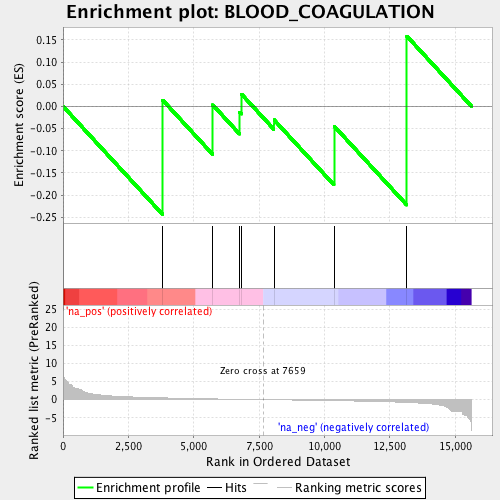 Enrichment plot: BLOOD_COAGULATION
Enrichment score (ES)
0.15
0.10
0.05
0.00
-0.05
-0.10
-0.15
-0.20
-0.25
'na_pos' (positively correlated)
Ranked list metric (PreRanked)
25
20
15
10
5
0
-5
Zero cross at 7659
'na_neg' (negatively correlated)
0
2,500
5,000
7,500
10,000
12,500
15,000
Rank in Ordered Dataset
Enrichment profile
Hits
Ranking metric scores